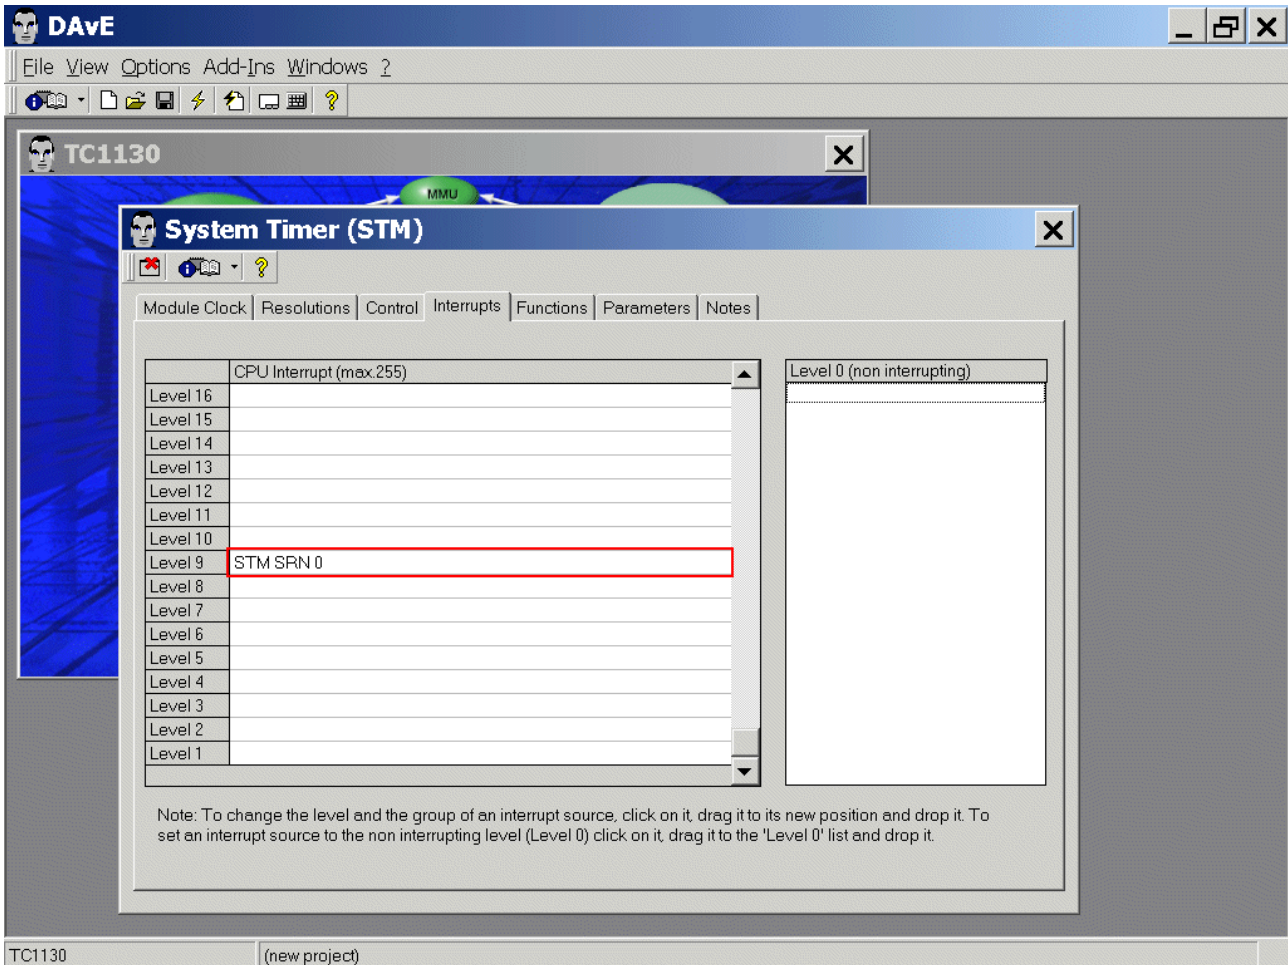 DAvE
File View Options Add-Ins Windows ?
TC1130
MMU
System Timer (STM)
Module Clock Resolutions Control Interrupts Functions Parameters Notes
CPU Interrupt (max.255) Level 0 (non interrupting)
Level 16
Level 15
Level 14
Level 13
Level 12
Level 11
Level 10
Level 9 STM SRN 0
Level 8
Level 7
Level 6
Level 5
Level 4
Level 3
Level 2
Level 1
Note: To change the level and the group of an interrupt source, click on it, drag it to its new position and drop it. To
set an interrupt source to the non interrupting level (Level 0) click on it, drag it to the 'Level 0' list and drop it.
TC1130 (new project)